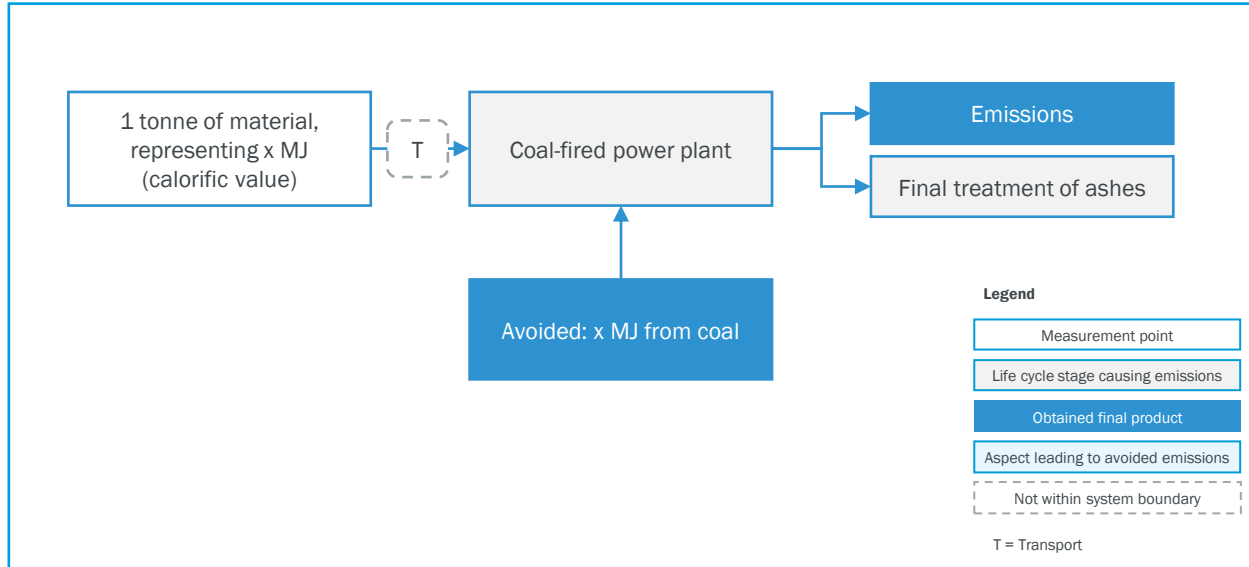 1 tonne of material,
representing x MJ
(calorific value)
T
Coal-fired power plant
Emissions
Final treatment of ashes
Avoided: x MJ from coal
Legend
Measurement point
Life cycle stage causing emissions
Obtained final product
Aspect leading to avoided emissions
Not within system boundary
T = Transport